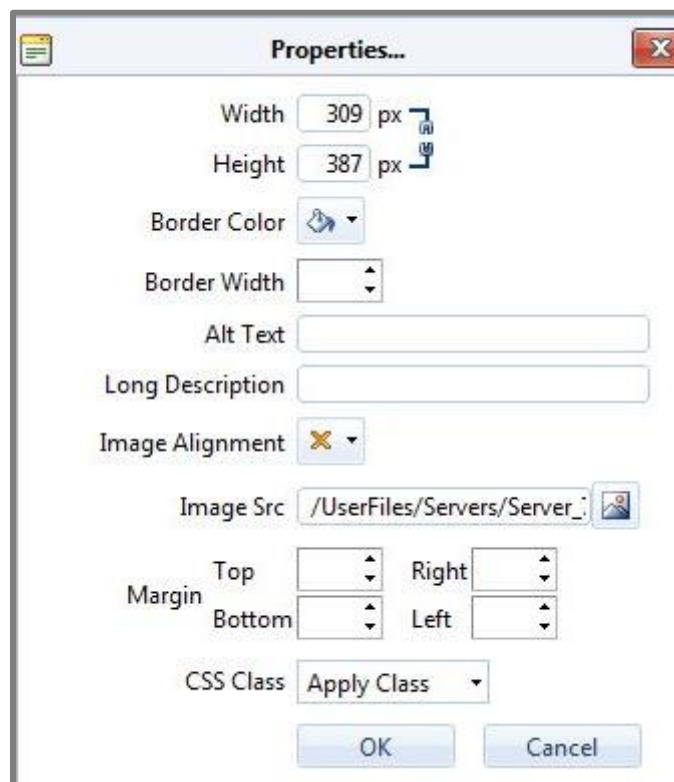 Properties...
Width 309 px
Height 387 px
Border Color
Border Width
Alt Text
Long Description
Image Alignment
Image Src /UserFiles/Servers/Server_
Top Right
Margin
Bottom Left
CSS Class Apply Class
OK Cancel